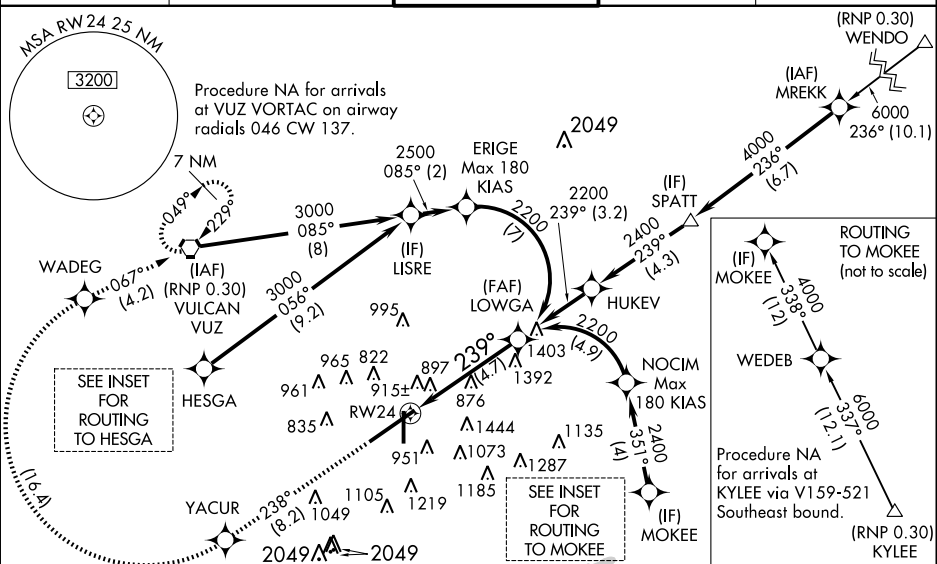 MSA RW 24 25 NM
3200
Procedure NA for arrivals
at VUZ VORTAC on airway
radials 046 CW 137.
7 NM
049°
229°
(RNP 0.30)
WENDO
(IAF)
MREKK
6000
236° (10.1)
4000
236°
(6.7)
2049
ERIGE
Max 180
KIAS
2500
085° (2)
3000
085°
(8)
(IF)
LISRE
2200
(7)
2200
239° (3.2)
(IF)
SPATT
2400
239°
(4.3)
HUKEV
WADEG
067°
(4.2)
(IAF)
(RNP 0.30)
VULCAN
VUZ
3000
056°
(9.2)
HESGA
SEE INSET
FOR
ROUTING
TO HESGA
(FAF)
LOWGA
1403
1392
239°
(4.7)
2200
(4.9)
NOCIM
Max
180 KIAS
2400
351°
(4)
(IF)
MOKEE
995
965
822
961
915±
897
876
835
RW24
951
1444
1073
1135
1287
1185
1219
1105
1049
2049
2049
238°
(8.2)
YACUR
(16.4)
SEE INSET
FOR
ROUTING
TO MOKEE
ROUTING
TO MOKEE
(not to scale)
(IF)
MOKEE
4000
338°
(12)
WEDEB
6000
337°
(12.1)
Procedure NA
for arrivals at
KYLEE via V159-521
Southeast bound.
(RNP 0.30)
KYLEE